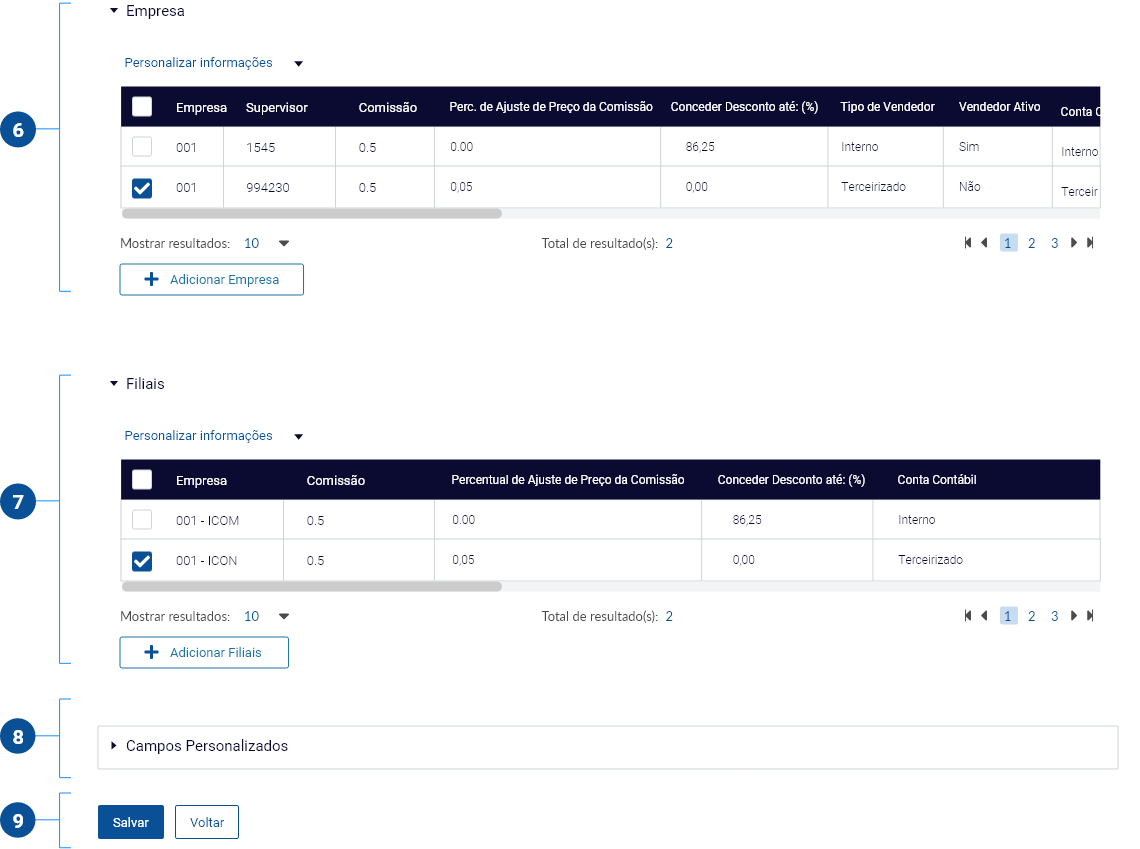 Empresa
Personalizar informações
6
Empresa Supervisor Comissão Perc. de Ajuste de Preço da Comissão Conceder Desconto até: (%) Tipo de Vendedor Vendedor Ativo Conta C
001 1545 0.5 0.00 86,25 Interno Sim Interno
001 994230 0.5 0,05 0,00 Terceirizado Não Terceir
Mostrar resultados: 10 Total de resultado(s): 2 1 2 3
Adicionar Empresa
Filiais
Personalizar informações
7
Empresa Comissão Percentual de Ajuste de Preço da Comissão Conceder Desconto até: (%) Conta Contábil
001 - ICOM 0.5 0.00 86,25 Interno
001 - ICON 0.5 0,05 0,00 Terceirizado
Mostrar resultados: 10 Total de resultado(s): 2 1 2 3
Adicionar Filiais
8
Campos Personalizados
9
Salvar Voltar